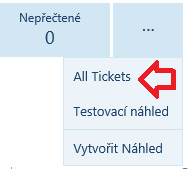 Nepřečtené
0
...
All Tickets
Testovací náhled
Vytvořit Náhled